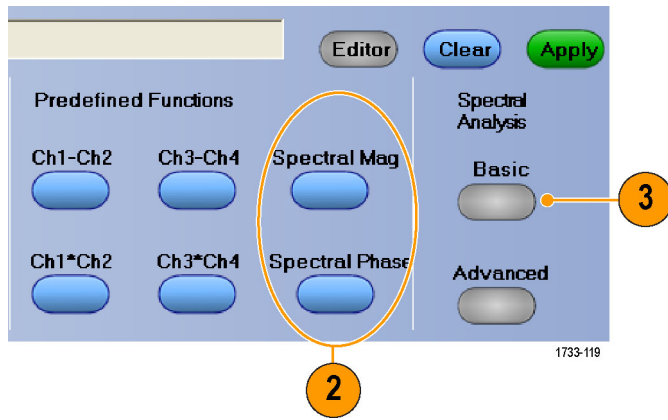 Editor Clear Apply
Predefined Functions
Spectral
Analysis
Ch1-Ch2 Ch3-Ch4 Spectral Mag
Basic
3
Ch1*Ch2 Ch3*Ch4 Spectral Phase
Advanced
1733-119
2